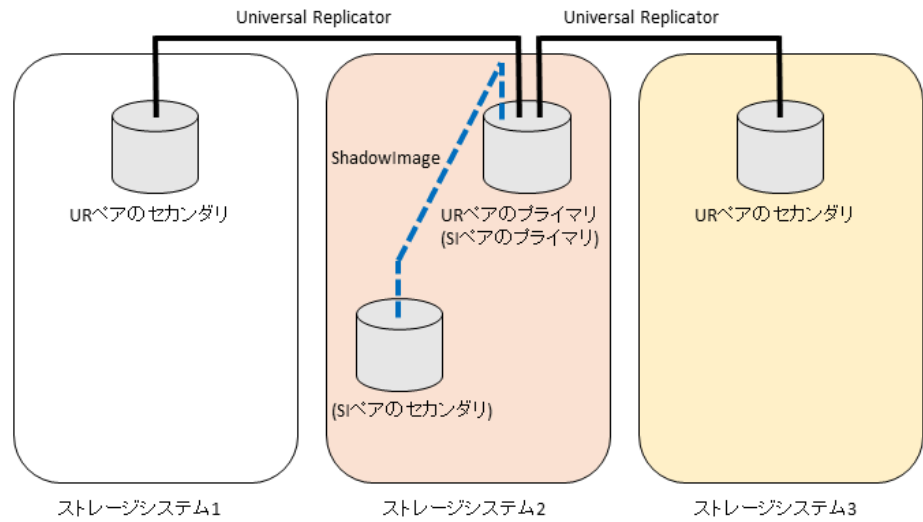 Universal Replicator
Universal Replicator
ShadowImage
URペアのセカンダリ
URペアのプライマリ
(SIペアのプライマリ)
URペアのセカンダリ
(SIペアのセカンダリ)
ストレージシステム1
ストレージシステム2
ストレージシステム3